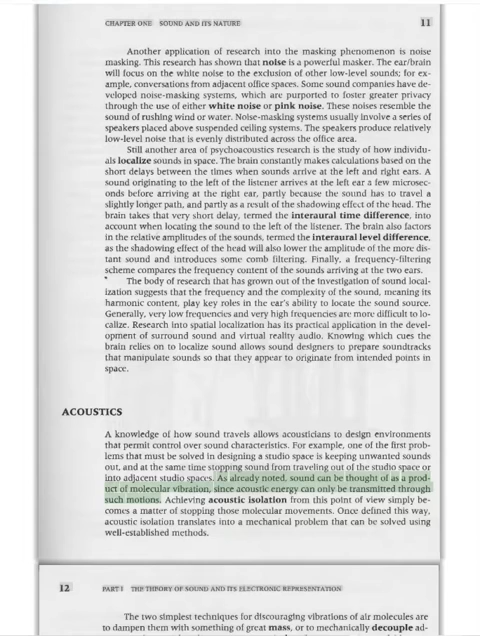 CHAPTER ONE SOUND AND ITS NATURE 11
Another application of research into the masking phenomenon is noise
masking. This research has shown that noise is a powerful masker. The ear/brain
will focus on the white noise to the exclusion of other low-level sounds; for ex-
ample, conversations from adjacent office spaces. Some sound companies have de-
veloped noise-masking systems, which are purported to foster greater privacy
through the use of either white noise or pink noise. These noises resemble the
sound of rushing wind or water. Noise-masking systems usually involve a series of
speakers placed above suspended ceiling systems. The speakers produce relatively
low-level noise that is evenly distributed across the office area.
Still another area of psychoacoustics research is the study of how individu-
als localize sounds in space. The brain constantly makes calculations based on the
short delays between the times when sounds arrive at the left and right ears. A
sound originating to the left of the listener arrives at the left ear a few microsec-
onds before arriving at the right ear, partly because the sound has to travel a
slightly longer path, and partly as a result of the shadowing effect of the head. The
brain takes that very short delay, termed the interaural time difference, into
account when locating the sound to the left of the listener. The brain also factors
in the relative amplitudes of the sounds, termed the interaural level difference,
as the shadowing effect of the head will also lower the amplitude of the more dis-
tant sound and introduces some comb filtering. Finally, a frequency-filtering
scheme compares the frequency content of the sounds arriving at the two ears.
The body of research that has grown out of the investigation of sound local-
ization suggests that the frequency and the complexity of the sound, meaning its
harmonic content, play key roles in the ear's ability to locate the sound source.
Generally, very low frequencies and very high frequencies are more difficult to lo-
calize. Research into spatial localization has its practical application in the devel-
opment of surround sound and virtual reality audio. Knowing which cues the
brain relies on to localize sound allows sound designers to prepare soundtracks
that manipulate sounds so that they appear to originate from intended points in
space.
ACOUSTICS
A knowledge of how sound travels allows acousticians to design environments
that permit control over sound characteristics. For example, one of the first prob-
lems that must be solved in designing a studio space is keeping unwanted sounds
out, and at the same time stopping sound from traveling out of the studio space or
into adjacent studio spaces. As already noted, sound can be thought of as a prod-
uct of molecular vibration, since acoustic energy can only be transmitted through
such motions. Achieving acoustic isolation from this point of view simply be-
comes a matter of stopping those molecular movements. Once defined this way,
acoustic isolation translates into a mechanical problem that can be solved using
well-established methods.
12 PART I THE THEORY OF SOUND AND ITS ELECTRONIC REPRESENTATION
The two simplest techniques for discouraging vibrations of air molecules are
to dampen them with something of great mass, or to mechanically decouple ad-